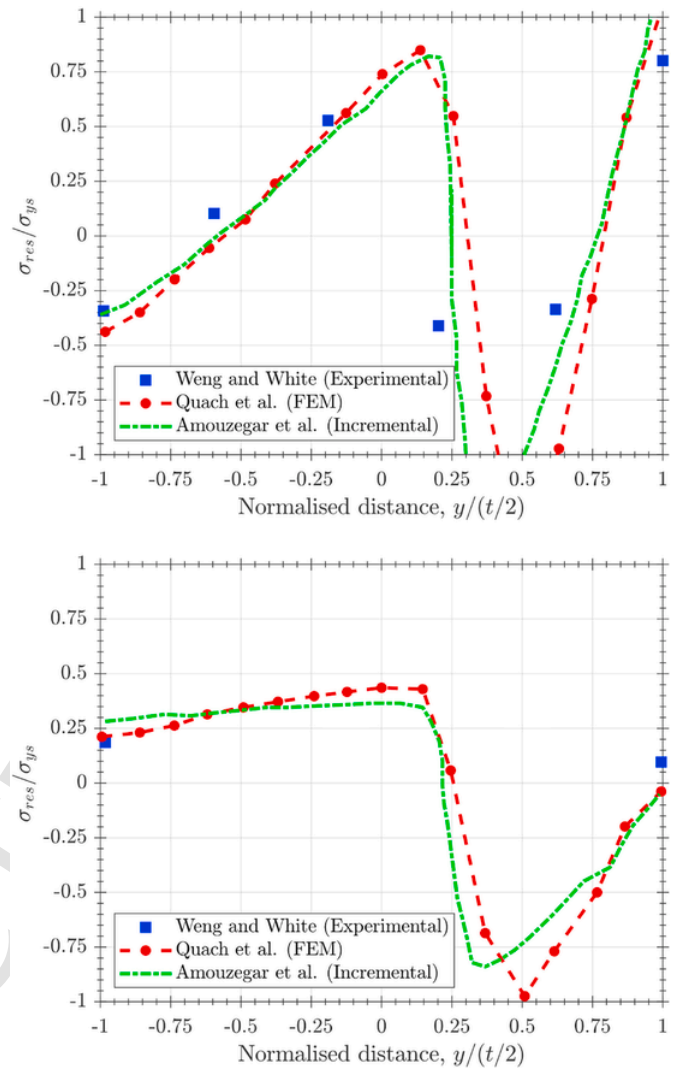 1
0.75
0.5
0.25
0
-0.25
-0.5
-0.75
-1
σ_res/σ_ys
Weng and White (Experimental)
Quach et al. (FEM)
Amouzegar et al. (Incremental)
-1 -0.75 -0.5 -0.25 0 0.25 0.5 0.75 1
Normalised distance, y/(t/2)
1
0.75
0.5
0.25
0
-0.25
-0.5
-0.75
-1
σ_res/σ_ys
Weng and White (Experimental)
Quach et al. (FEM)
Amouzegar et al. (Incremental)
-1 -0.75 -0.5 -0.25 0 0.25 0.5 0.75 1
Normalised distance, y/(t/2)